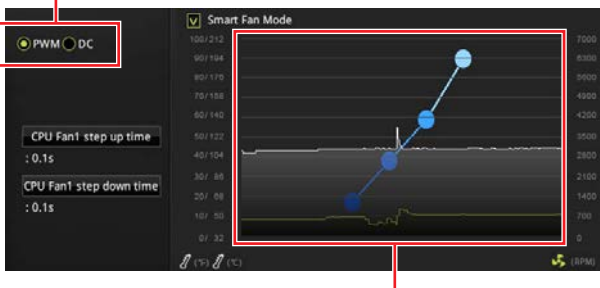 Smart Fan Mode
PWM DC
100/212
90/194
80/176
70/158
60/140
50/122
40/104
30/ 86
20/ 68
10/ 50
0/ 32
7000
6300
5600
4900
4200
3500
2800
2100
1400
700
0
CPU Fan1 step up time
: 0.1s
CPU Fan1 step down time
: 0.1s
(°F) (°C)
(RPM)